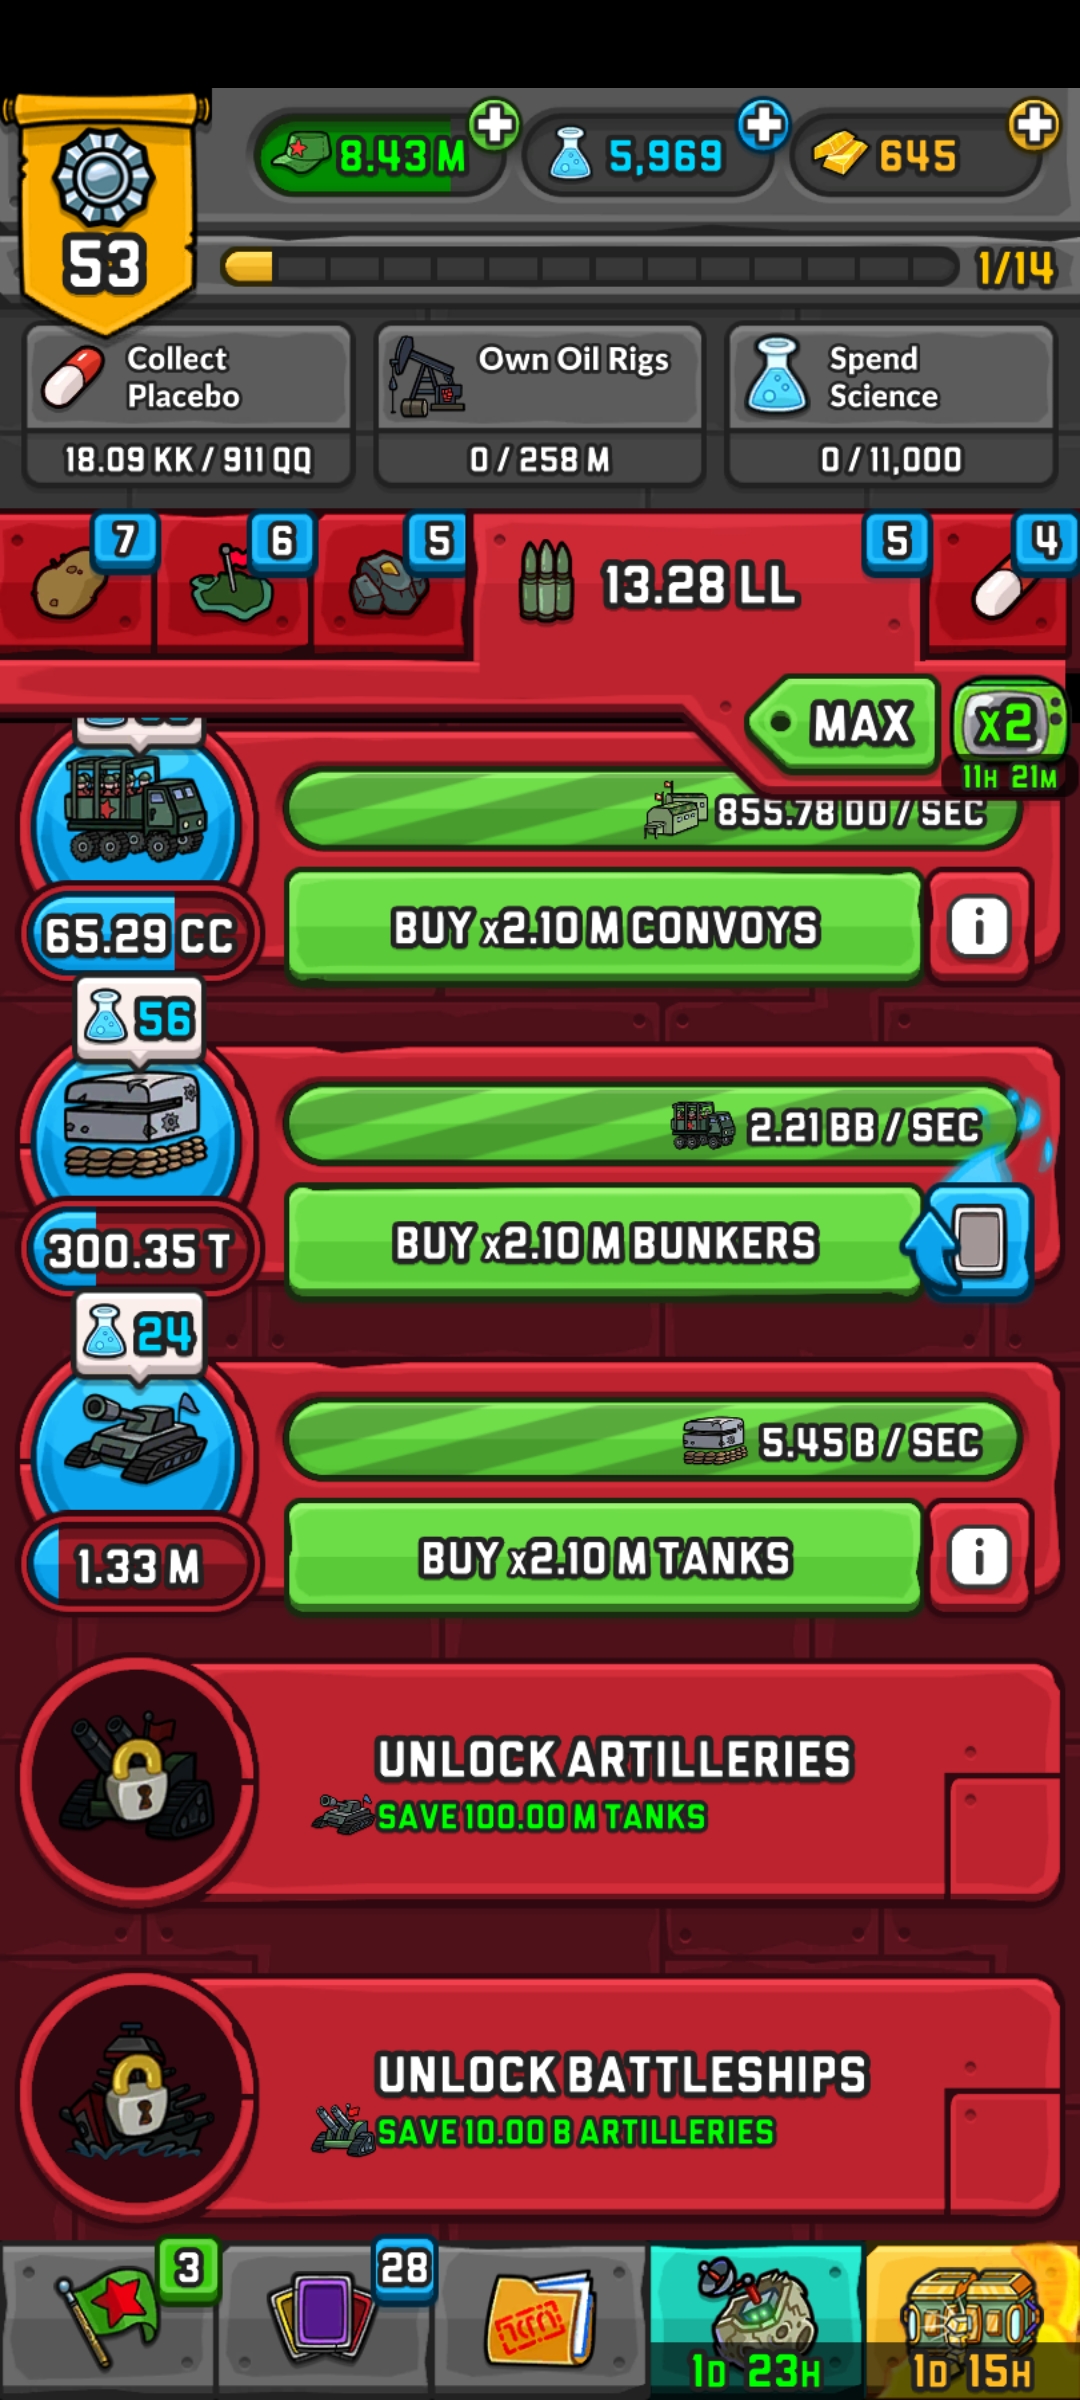 53
8.43 M
5,969
645
1/14
Collect
Placebo
18.09 KK / 911 QQ
Own Oil Rigs
0 / 258 M
Spend
Science
0 / 11,000
7
6
5
13.28 LL
5
4
MAX
x2
11H 21M
855.78 DD / SEC
65.29 CC
BUY x2.10 M CONVOYS
i
56
2.21 BB / SEC
300.35 T
BUY x2.10 M BUNKERS
24
5.45 B / SEC
1.33 M
BUY x2.10 M TANKS
i
UNLOCK ARTILLERIES
SAVE 100.00 M TANKS
UNLOCK BATTLESHIPS
SAVE 10.00 B ARTILLERIES
3
28
1D 23H
1D 15H